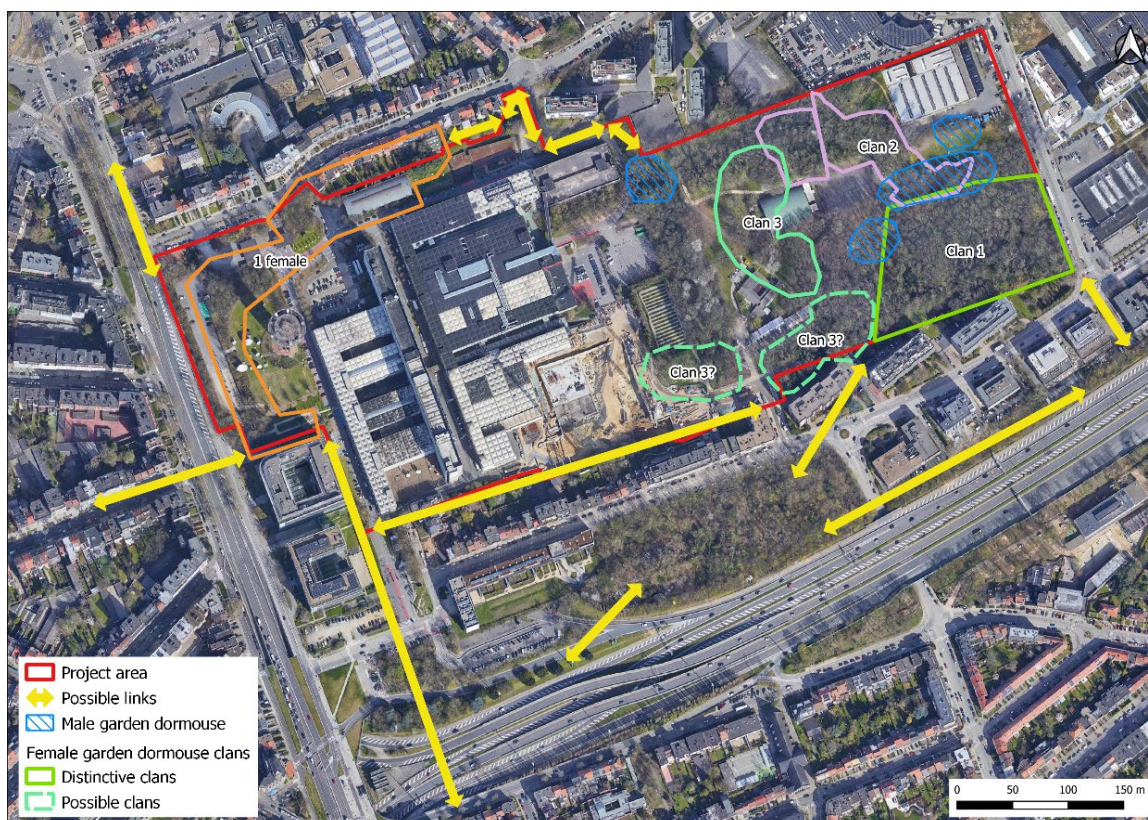 Clan 2
Clan 3
1 female
Clan 1
Clan 3?
Clan 3?
Project area
Possible links
Male garden dormouse
Female garden dormouse clans
Distinctive clans
Possible clans
0 50 100 150 m